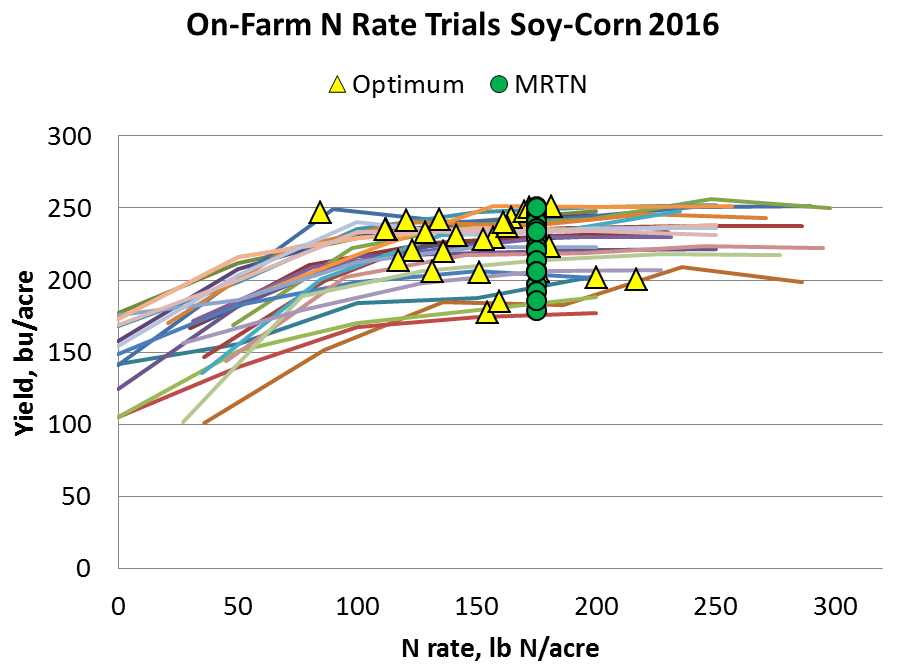 On-Farm N Rate Trials Soy-Corn 2016
Optimum MRTN
300
250
200
150
100
50
0
Yield, bu/acre
0 50 100 150 200 250 300
N rate, lb N/acre